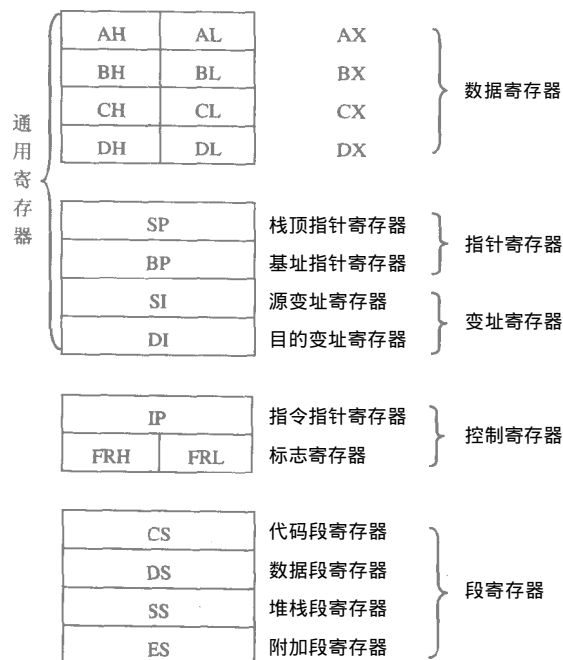 AH AL AX
BH BL BX
CH CL CX
DH DL DX
数据寄存器
通用寄存器
SP 栈顶指针寄存器
BP 基址指针寄存器
指针寄存器
SI 源变址寄存器
DI 目的变址寄存器
变址寄存器
IP 指令指针寄存器
FRH FRL 标志寄存器
控制寄存器
CS 代码段寄存器
DS 数据段寄存器
SS 堆栈段寄存器
ES 附加段寄存器
段寄存器